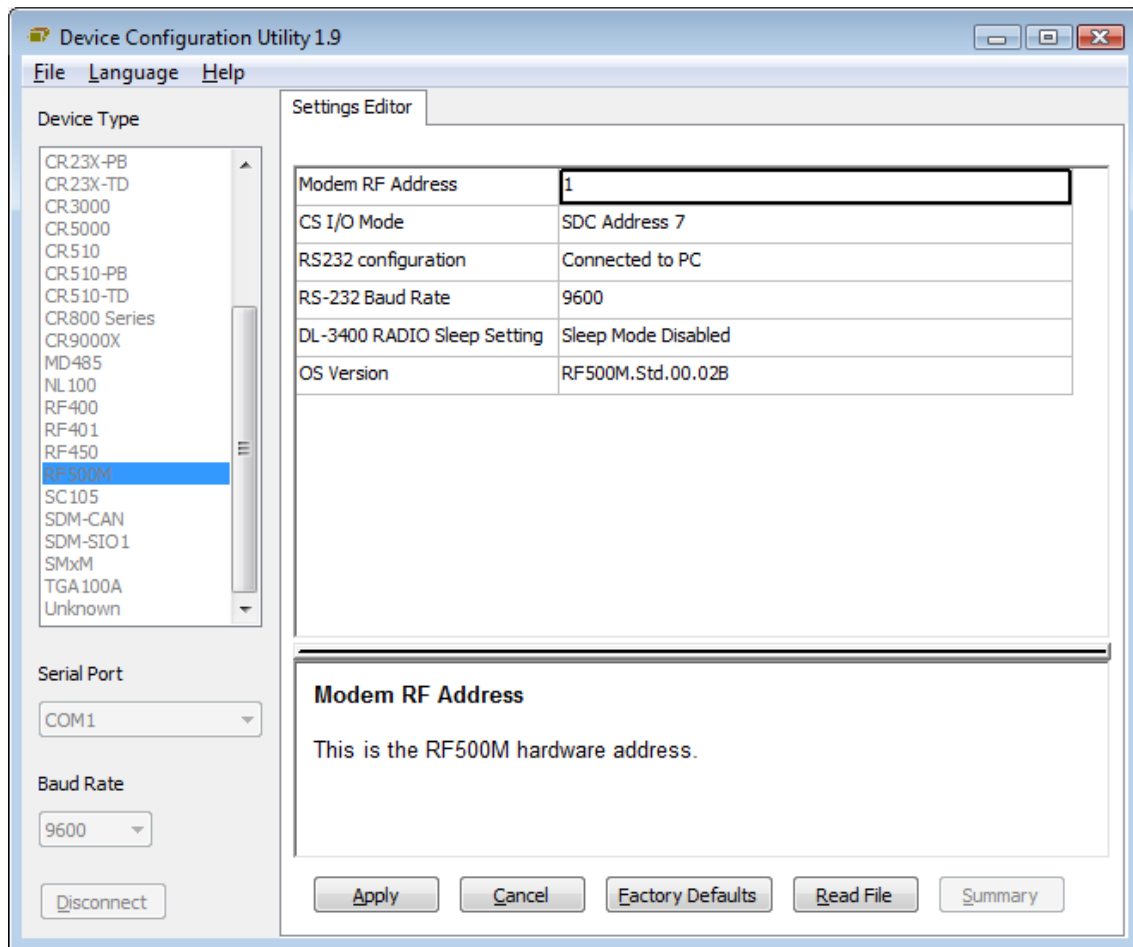 Device Configuration Utility 1.9
File Language Help
Device Type
CR23X-PB
CR23X-TD
CR3000
CR5000
CR510
CR510-PB
CR510-TD
CR800 Series
CR9000X
MD485
NL100
RF400
RF401
RF450
RF500M
SC105
SDM-CAN
SDM-SIO1
SMxM
TGA100A
Unknown
Serial Port
COM1
Baud Rate
9600
Disconnect
Settings Editor
Modem RF Address 1
CS I/O Mode SDC Address 7
RS232 configuration Connected to PC
RS-232 Baud Rate 9600
DL-3400 RADIO Sleep Setting Sleep Mode Disabled
OS Version RF500M.Std.00.02B
Modem RF Address
This is the RF500M hardware address.
Apply Cancel Factory Defaults Read File Summary